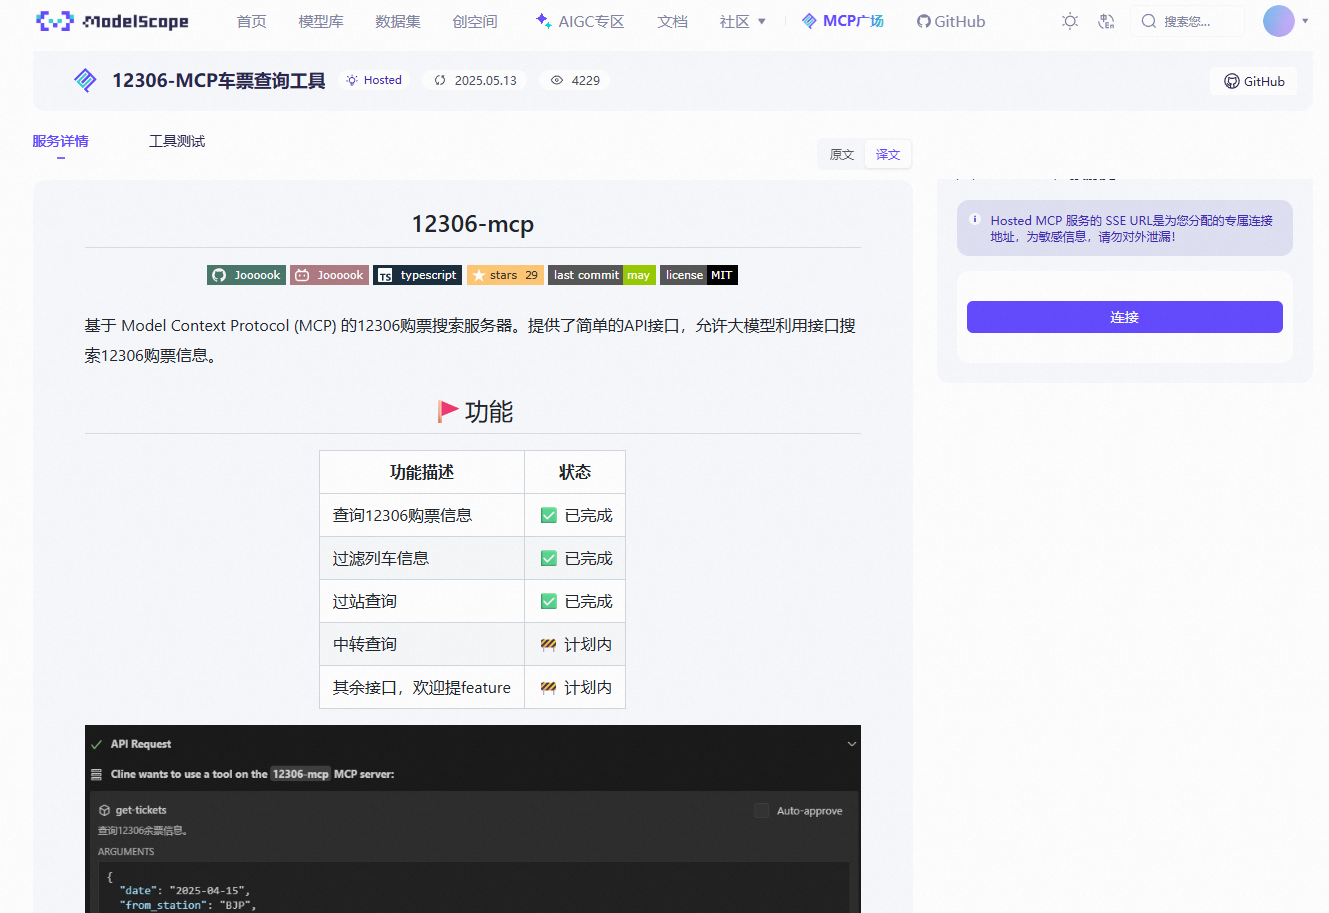 ModelScope 首页 模型库 数据集 创空间 AIGC专区 文档 社区 MCP广场 GitHub 搜索您...
12306-MCP车票查询工具 Hosted 2025.05.13 4229 GitHub
服务详情 工具测试
原文 译文
Hosted MCP 服务的 SSE URL是为您分配的专属连接
地址，为敏感信息，请勿对外泄漏！
连接
12306-mcp
Joooook Joooook TS typescript stars 29 last commit may license MIT
基于 Model Context Protocol (MCP) 的12306购票搜索服务器。提供了简单的API接口，允许大模型利用接口搜
索12306购票信息。
功能
功能描述 状态
查询12306购票信息 已完成
过滤列车信息 已完成
过站查询 已完成
中转查询 计划内
其余接口，欢迎提feature 计划内
API Request
Cline wants to use a tool on the 12306-mcp MCP server:
get-tickets Auto-approve
查询12306余票信息。
ARGUMENTS
{
"date": "2025-04-15",
"from_station": "BJP",